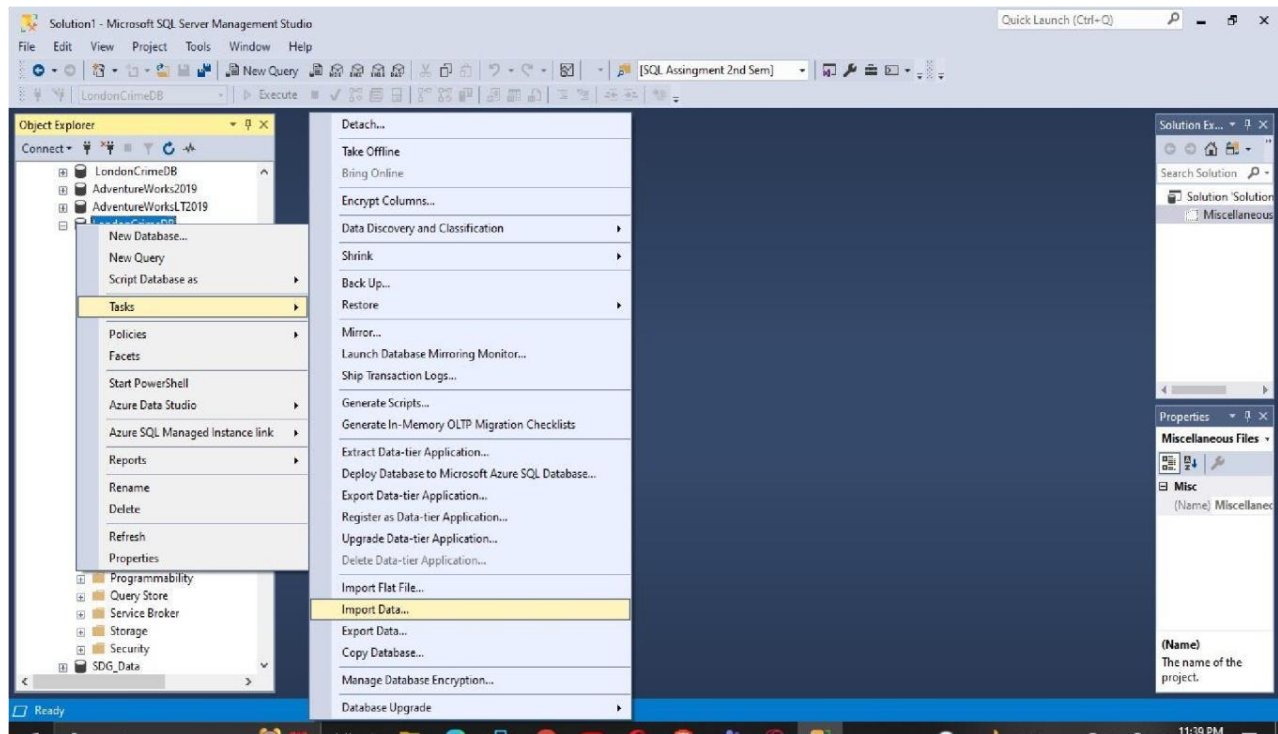 Solution1 - Microsoft SQL Server Management Studio
Quick Launch (Ctrl+Q)
File Edit View Project Tools Window Help
New Query
[SQL Assingment 2nd Sem]
LondonCrimeDB
Execute
Object Explorer
Connect
LondonCrimeDB
AdventureWorks2019
AdventureWorksLT2019
New Database...
New Query
Script Database as
Tasks
Policies
Facets
Start PowerShell
Azure Data Studio
Azure SQL Managed Instance link
Reports
Rename
Delete
Refresh
Properties
Programmability
Query Store
Service Broker
Storage
Security
SDG_Data
Detach...
Take Offline
Bring Online
Encrypt Columns...
Data Discovery and Classification
Shrink
Back Up...
Restore
Mirror...
Launch Database Mirroring Monitor...
Ship Transaction Logs...
Generate Scripts...
Generate In-Memory OLTP Migration Checklists
Extract Data-tier Application...
Deploy Database to Microsoft Azure SQL Database...
Export Data-tier Application...
Register as Data-tier Application...
Upgrade Data-tier Application...
Delete Data-tier Application...
Import Flat File...
Import Data...
Export Data...
Copy Database...
Manage Database Encryption...
Database Upgrade
Solution Ex...
Search Solution
Solution 'Solution
Miscellaneous
Properties
Miscellaneous Files
Misc
(Name) Miscellanec
(Name)
The name of the
project.
Ready
11:39 PM